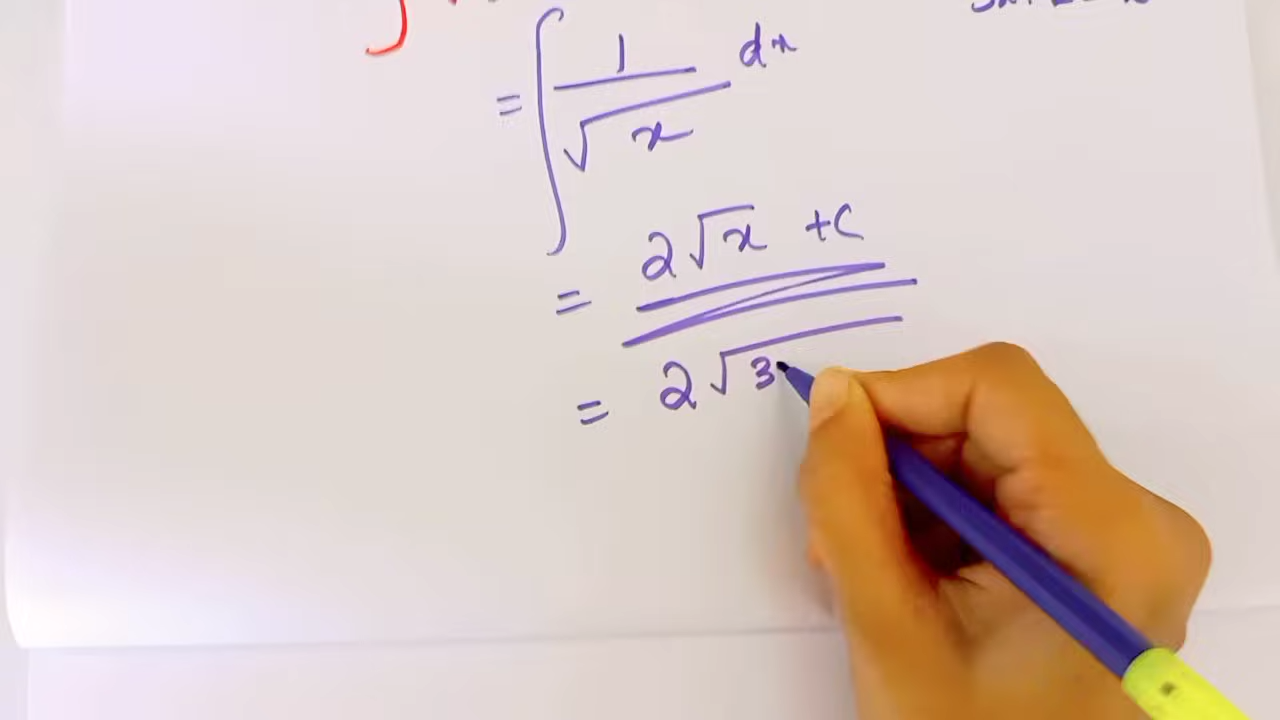 = ∫ 1/√x dx
= 2√x + C
= 2√3